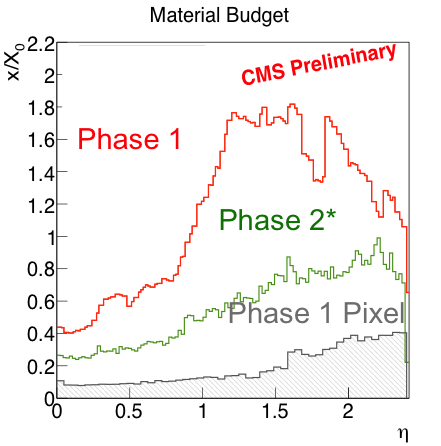 Material Budget
x/X0
2.2
2
1.8
1.6
1.4
1.2
1
0.8
0.6
0.4
0.2
0
CMS Preliminary
Phase 1
Phase 2*
Phase 1 Pixel
0 0.5 1 1.5 2
η